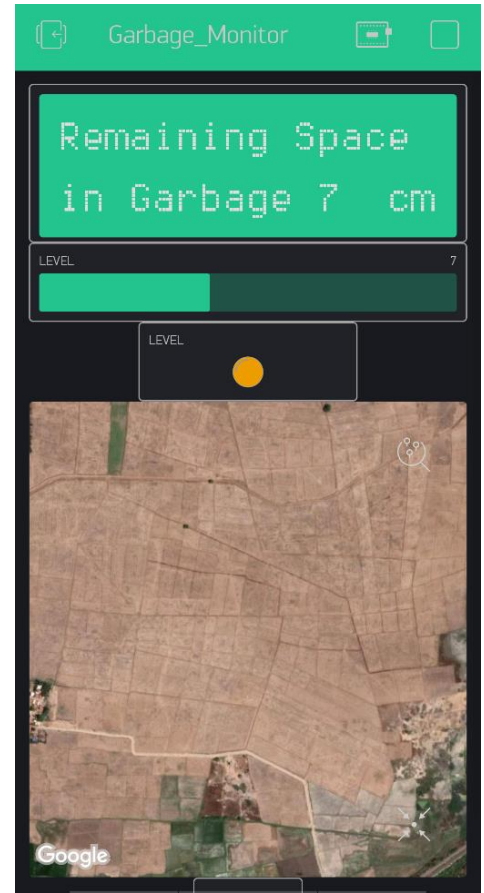 Garbage_Monitor
Remaining Space
in Garbage 7 cm
LEVEL 7
LEVEL
Google